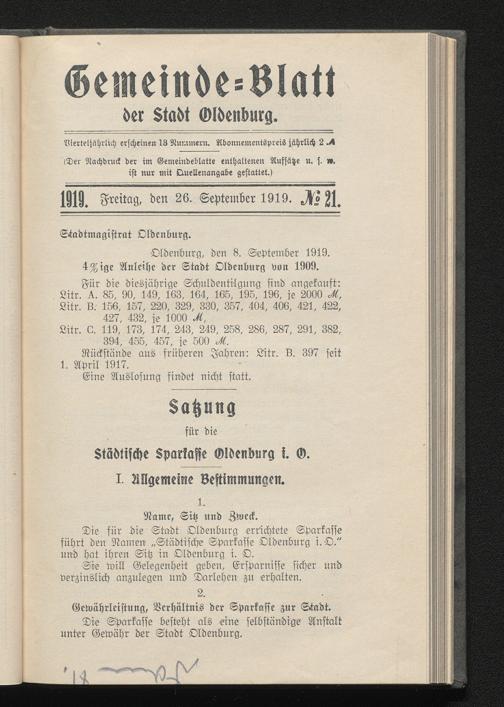 Gemeinde-Blatt
der Stadt Oldenburg.
Vierteljährlich erscheinen 13 Nummern. Abonnementspreis jährlich 2 ℳ
(Der Nachdruck der im Gemeindeblatte enthaltenen Aufsätze u. s. w.
ist nur mit Quellenangabe gestattet.)
1919. Freitag, den 26. September 1919. № 21.
Stadtmagistrat Oldenburg.
Oldenburg, den 8. September 1919.
4%ige Anleihe der Stadt Oldenburg von 1909.
Für die diesjährige Schuldentilgung sind angekauft:
Litr. A. 85, 90, 149, 163, 164, 165, 195, 196, je 2000 ℳ,
Litr. B. 156, 157, 220, 329, 330, 357, 404, 406, 421, 422,
427, 432, je 1000 ℳ,
Litr. C. 119, 173, 174, 243, 249, 258, 286, 287, 291, 382,
394, 455, 457, je 500 ℳ.
Rückstände aus früheren Jahren: Litr. B. 397 seit
1. April 1917.
Eine Auslosung findet nicht statt.
Satzung
für die
Städtische Sparkasse Oldenburg i. O.
I. Allgemeine Bestimmungen.
1.
Name, Sitz und Zweck.
Die für die Stadt Oldenburg errichtete Sparkasse
führt den Namen „Städtische Sparkasse Oldenburg i. O."
und hat ihren Sitz in Oldenburg i. O.
Sie will Gelegenheit geben, Ersparnisse sicher und
verzinslich anzulegen und Darlehen zu erhalten.
2.
Gewährleistung, Verhältnis der Sparkasse zur Stadt.
Die Sparkasse besteht als eine selbständige Anstalt
unter Gewähr der Stadt Oldenburg.